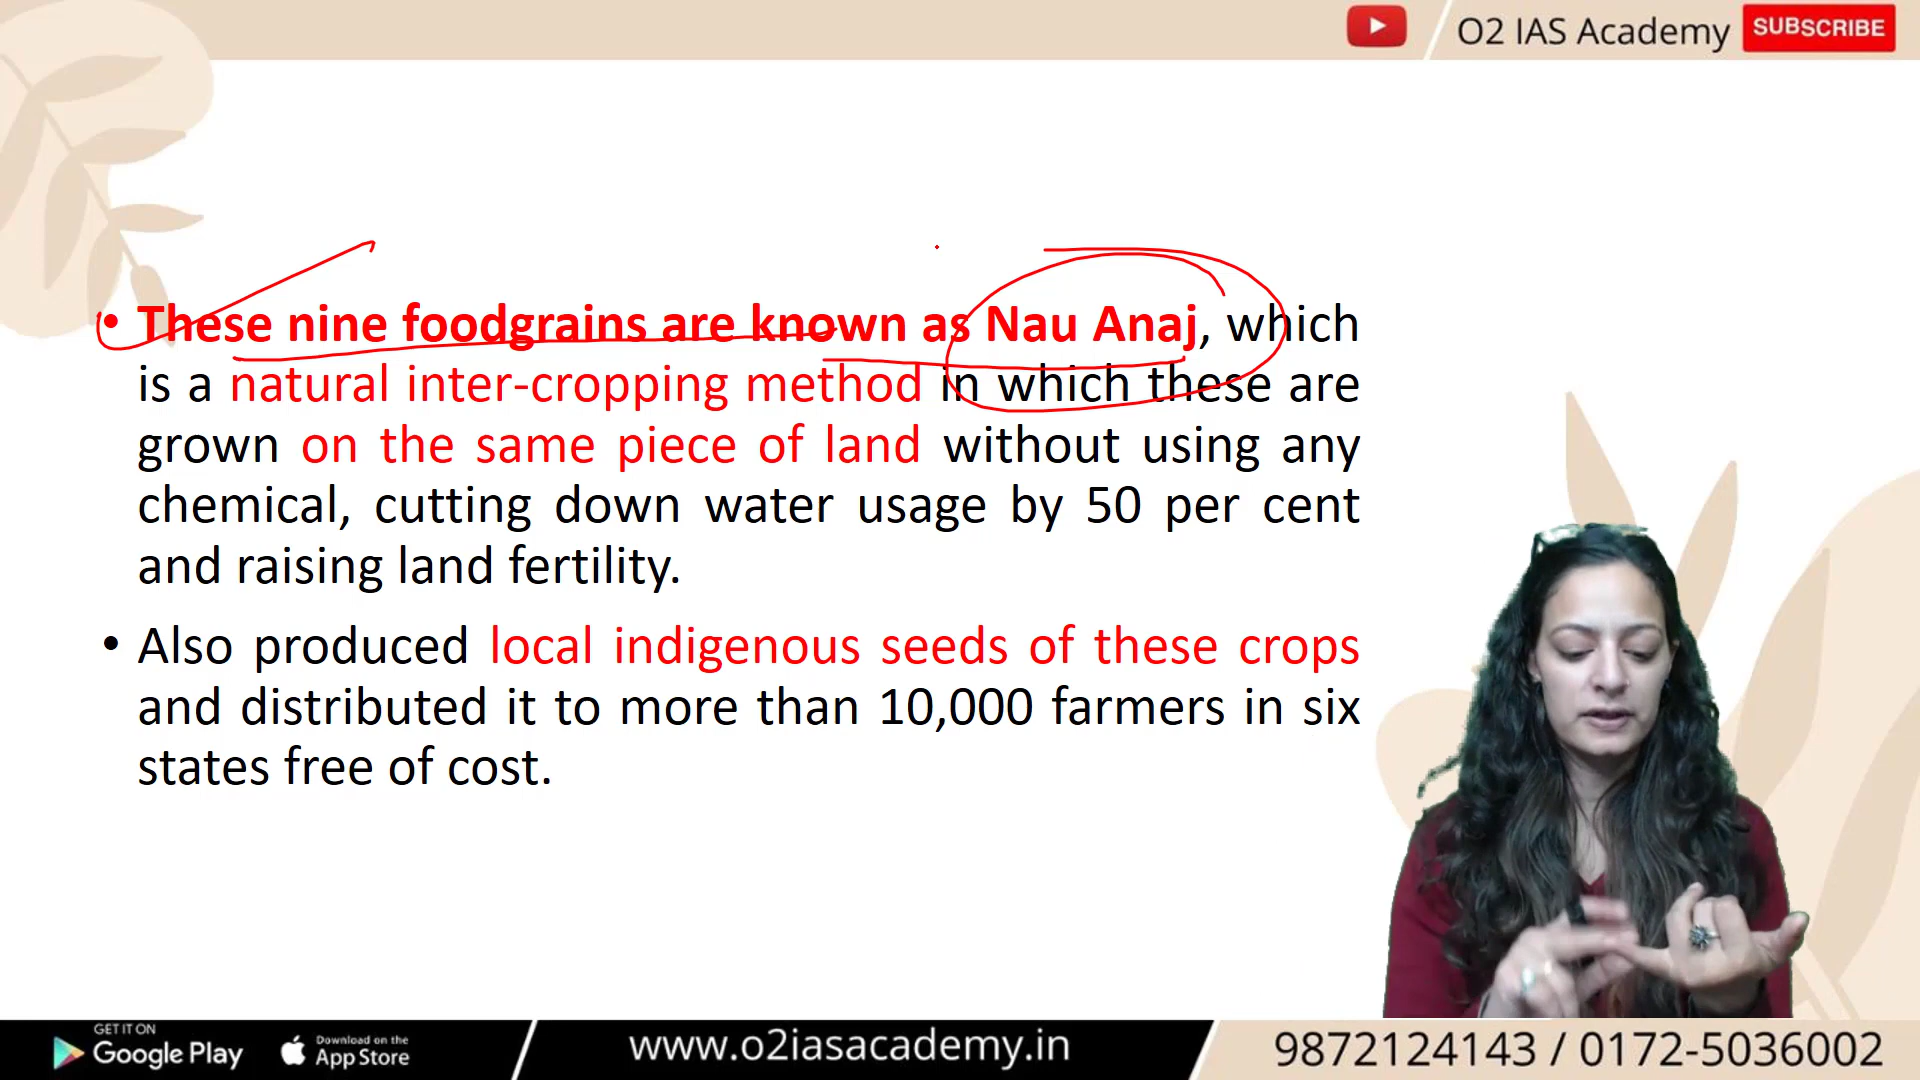 O2 IAS Academy SUBSCRIBE
• These nine foodgrains are known as Nau Anaj, which
is a natural inter-cropping method in which these are
grown on the same piece of land without using any
chemical, cutting down water usage by 50 per cent
and raising land fertility.
• Also produced local indigenous seeds of these crops
and distributed it to more than 10,000 farmers in six
states free of cost.
GET IT ON
Google Play
Download on the
App Store
www.o2iasacademy.in
9872124143 / 0172-5036002